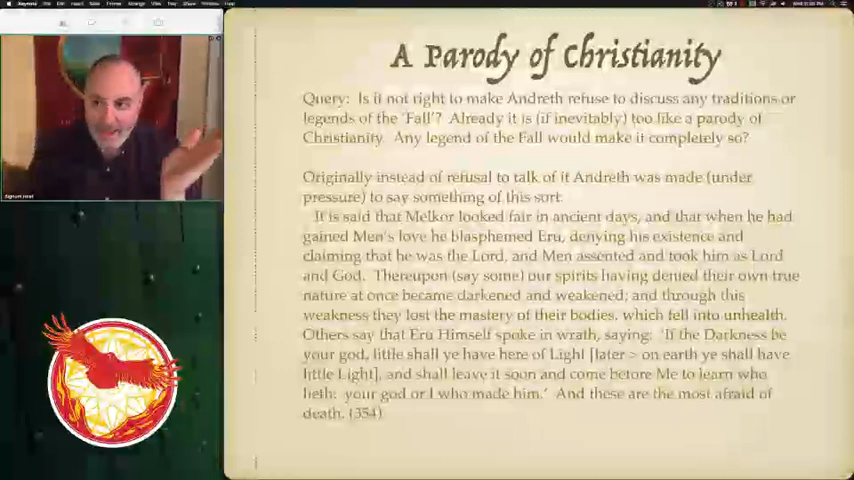 A Parody of Christianity
Query: Is it not right to make Andreth refuse to discuss any traditions or
legends of the 'Fall'? Already it is (if inevitably) too like a parody of
Christianity. Any legend of the Fall would make it completely so?
Originally instead of refusal to talk of it Andreth was made (under
pressure) to say something of this sort:
It is said that Melkor looked fair in ancient days, and that when he had
gained Men's love he blasphemed Eru, denying his existence and
claiming that he was the Lord, and Men assented and took him as Lord
and God. Thereupon (say some) our spirits having denied their own true
nature at once became darkened and weakened; and through this
weakness they lost the mastery of their bodies, which fell into unhealth.
Others say that Eru Himself spoke in wrath, saying: 'If the Darkness be
your god, little shall ye have here of Light [later > on earth ye shall have
little Light], and shall leave it soon and come before Me to learn who
lieth: your god or I who made him.' And these are the most afraid of
death. (354)